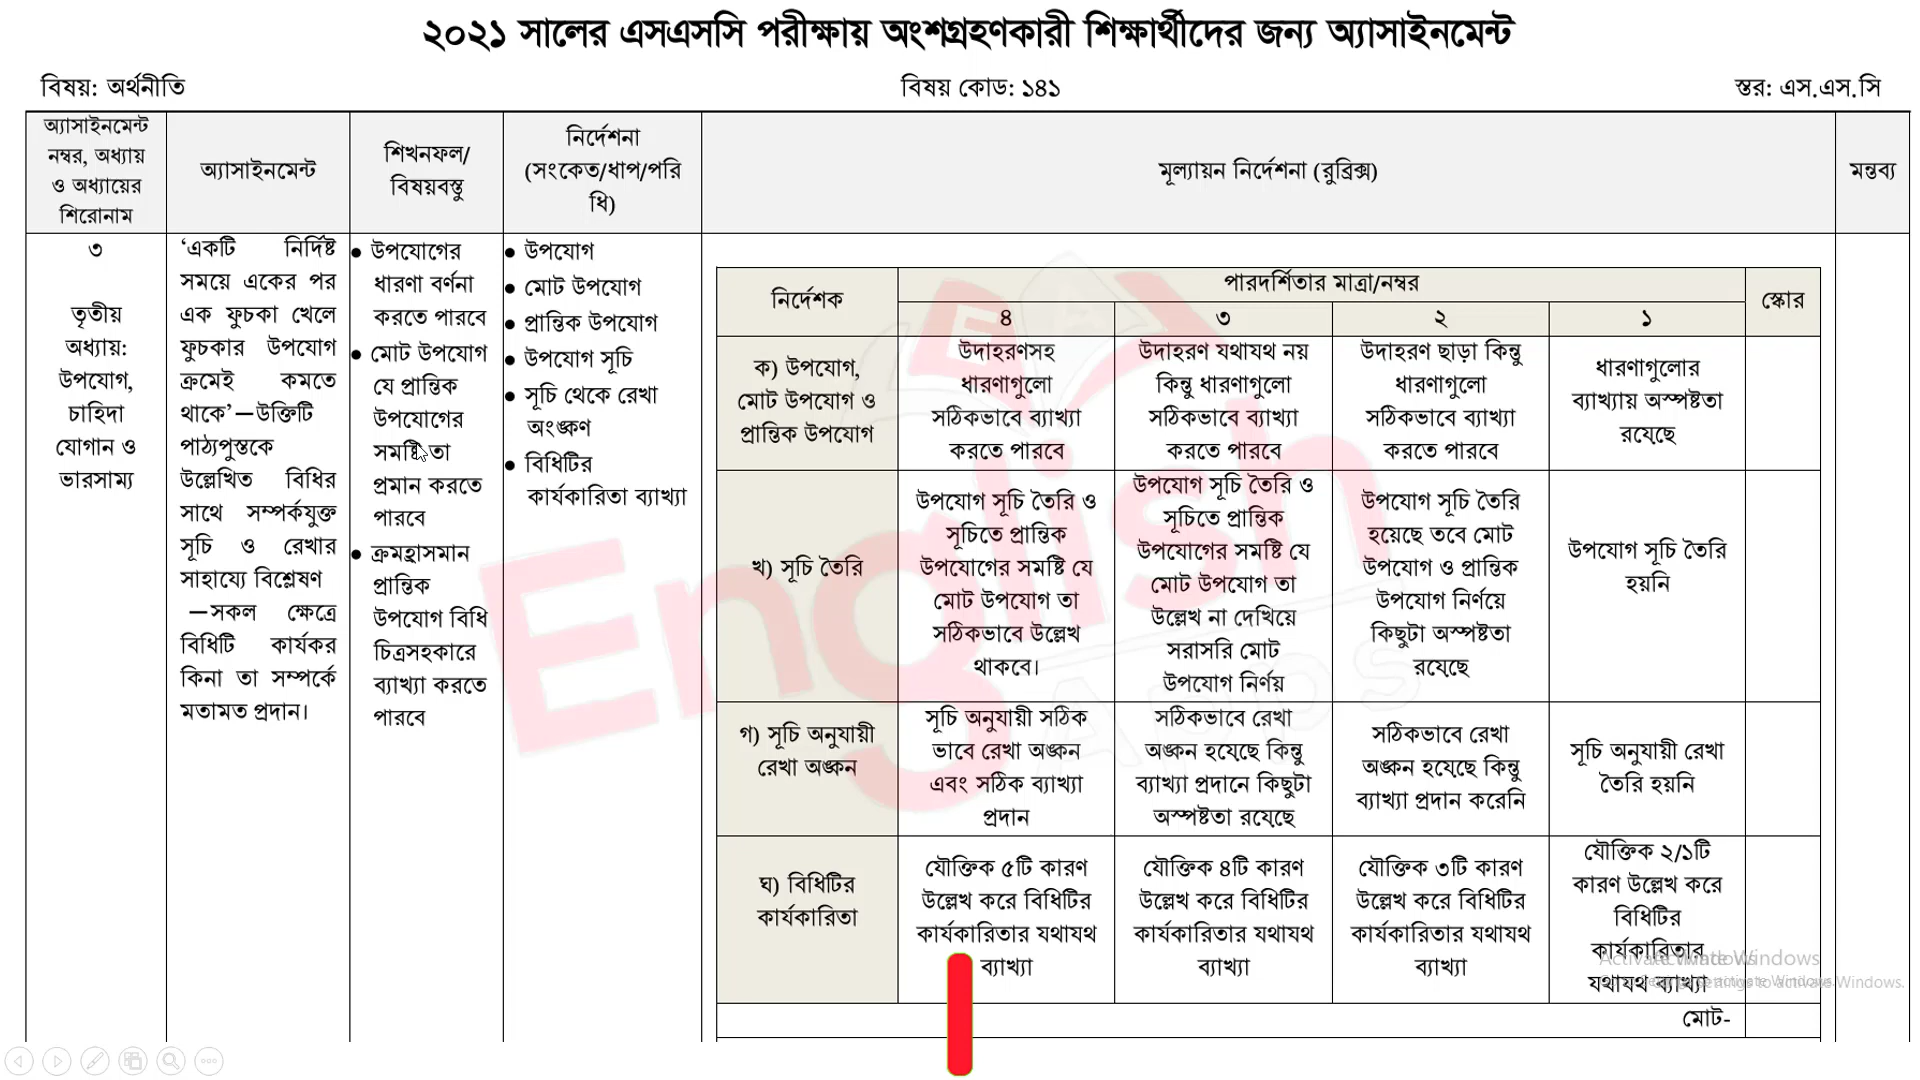 ২০২১ সালের এসএসসি পরীক্ষায় অংশগ্রহণকারী শিক্ষার্থীদের জন্য অ্যাসাইনমেন্ট
বিষয়: অর্থনীতি
বিষয় কোড: ১৪১
স্তর: এস.এস.সি
অ্যাসাইনমেন্ট
নম্বর, অধ্যায়
ও অধ্যায়ের
শিরোনাম
অ্যাসাইনমেন্ট
শিখনফল/
বিষয়বস্তু
নির্দেশনা
(সংকেত/ধাপ/পরি
ধি)
মূল্যায়ন নির্দেশনা (রুব্রিক্স)
মন্তব্য
৩
তৃতীয়
অধ্যায়:
উপযোগ,
চাহিদা
যোগান ও
ভারসাম্য
‘একটি নির্দিষ্ট
সময়ে একের পর
এক ফুচকা খেলে
ফুচকার উপযোগ
ক্রমেই কমতে
থাকে’—উক্তিটি
পাঠ্যপুস্তকে
উল্লেখিত বিধির
সাথে সম্পর্কযুক্ত
সূচি ও রেখার
সাহায্যে বিশ্লেষণ
—সকল ক্ষেত্রে
বিধিটি কার্যকর
কিনা তা সম্পর্কে
মতামত প্রদান।
● উপযোগের
ধারণা বর্ণনা
করতে পারবে
● মোট উপযোগ
যে প্রান্তিক
উপযোগের
সমষ্টি তা
প্রমান করতে
পারবে
● ক্রমহ্রাসমান
প্রান্তিক
উপযোগ বিধি
চিত্রসহকারে
ব্যাখ্যা করতে
পারবে
● উপযোগ
● মোট উপযোগ
● প্রান্তিক উপযোগ
● উপযোগ সূচি
● সূচি থেকে রেখা
অংঙ্কণ
● বিধিটির
কার্যকারিতা ব্যাখ্যা
নির্দেশক
পারদর্শিতার মাত্রা/নম্বর
স্কোর
৪
৩
২
১
ক) উপযোগ,
মোট উপযোগ ও
প্রান্তিক উপযোগ
উদাহরণসহ
ধারণাগুলো
সঠিকভাবে ব্যাখ্যা
করতে পারবে
উদাহরণ যথাযথ নয়
কিন্তু ধারণাগুলো
সঠিকভাবে ব্যাখ্যা
করতে পারবে
উদাহরণ ছাড়া কিন্তু
ধারণাগুলো
সঠিকভাবে ব্যাখ্যা
করতে পারবে
ধারণাগুলোর
ব্যাখ্যায় অস্পষ্টতা
রয়েছে
খ) সূচি তৈরি
উপযোগ সূচি তৈরি ও
সূচিতে প্রান্তিক
উপযোগের সমষ্টি যে
মোট উপযোগ তা
সঠিকভাবে উল্লেখ
থাকবে।
উপযোগ সূচি তৈরি ও
সূচিতে প্রান্তিক
উপযোগের সমষ্টি যে
মোট উপযোগ তা
উল্লেখ না দেখিয়ে
সরাসরি মোট
উপযোগ নির্ণয়
উপযোগ সূচি তৈরি
হয়েছে তবে মোট
উপযোগ ও প্রান্তিক
উপযোগ নির্ণয়ে
কিছুটা অস্পষ্টতা
রয়েছে
উপযোগ সূচি তৈরি
হয়নি
গ) সূচি অনুযায়ী
রেখা অঙ্কন
সূচি অনুযায়ী সঠিক
ভাবে রেখা অঙ্কন
এবং সঠিক ব্যাখ্যা
প্রদান
সঠিকভাবে রেখা
অঙ্কন হয়েছে কিন্তু
ব্যাখ্যা প্রদানে কিছুটা
অস্পষ্টতা রয়েছে
সঠিকভাবে রেখা
অঙ্কন হয়েছে কিন্তু
ব্যাখ্যা প্রদান করেনি
সূচি অনুযায়ী রেখা
তৈরি হয়নি
ঘ) বিধিটির
কার্যকারিতা
যৌক্তিক ৫টি কারণ
উল্লেখ করে বিধিটির
কার্যকারিতার যথাযথ
ব্যাখ্যা
যৌক্তিক ৪টি কারণ
উল্লেখ করে বিধিটির
কার্যকারিতার যথাযথ
ব্যাখ্যা
যৌক্তিক ৩টি কারণ
উল্লেখ করে বিধিটির
কার্যকারিতার যথাযথ
ব্যাখ্যা
যৌক্তিক ২/১টি
কারণ উল্লেখ করে
বিধিটির
কার্যকারিতার
যথাযথ ব্যাখ্যা
মোট-
English
Apps
Activate Windows
to activate Windows.